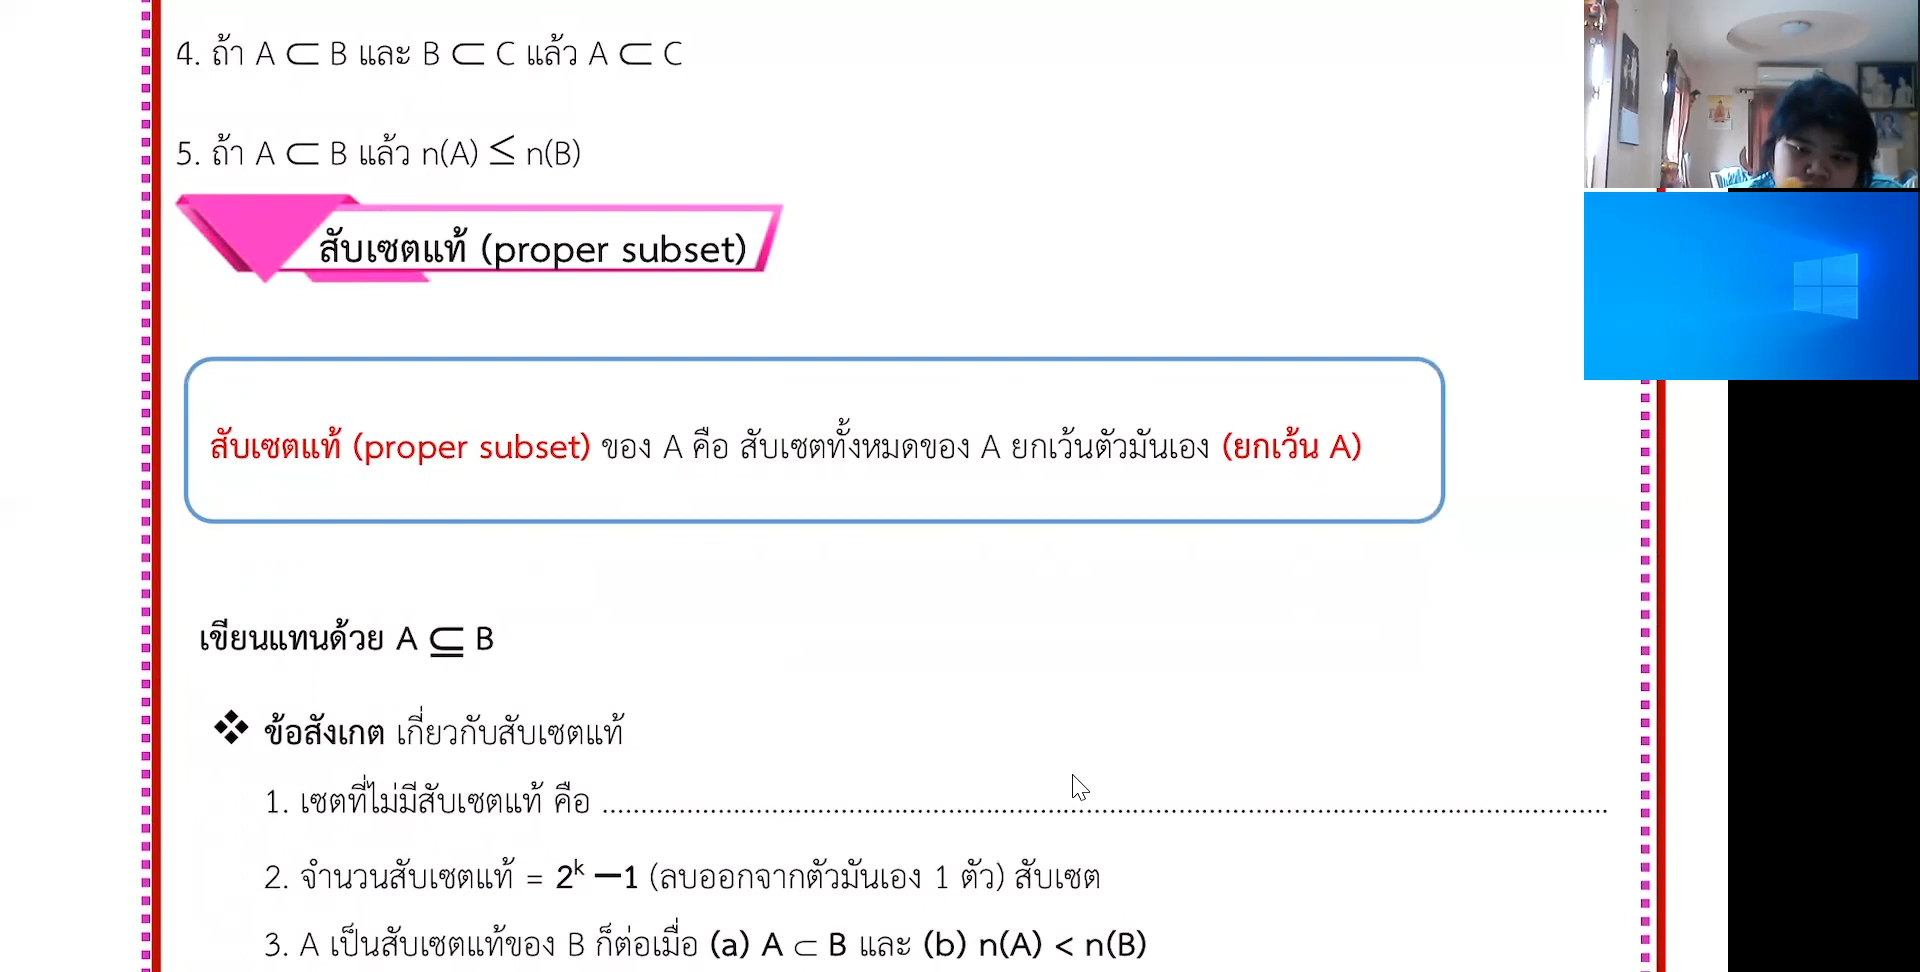 4. ถ้า A ⊂ B และ B ⊂ C แล้ว A ⊂ C
5. ถ้า A ⊂ B แล้ว n(A) ≤ n(B)
สับเซตแท้ (proper subset)
สับเซตแท้ (proper subset) ของ A คือ สับเซตทั้งหมดของ A ยกเว้นตัวมันเอง (ยกเว้น A)
เขียนแทนด้วย A ⊆ B
❖ ข้อสังเกต เกี่ยวกับสับเซตแท้
1. เซตที่ไม่มีสับเซตแท้ คือ ........................................................................................................
2. จำนวนสับเซตแท้ = 2ᵏ −1 (ลบออกจากตัวมันเอง 1 ตัว) สับเซต
3. A เป็นสับเซตแท้ของ B ก็ต่อเมื่อ (a) A ⊂ B และ (b) n(A) < n(B)